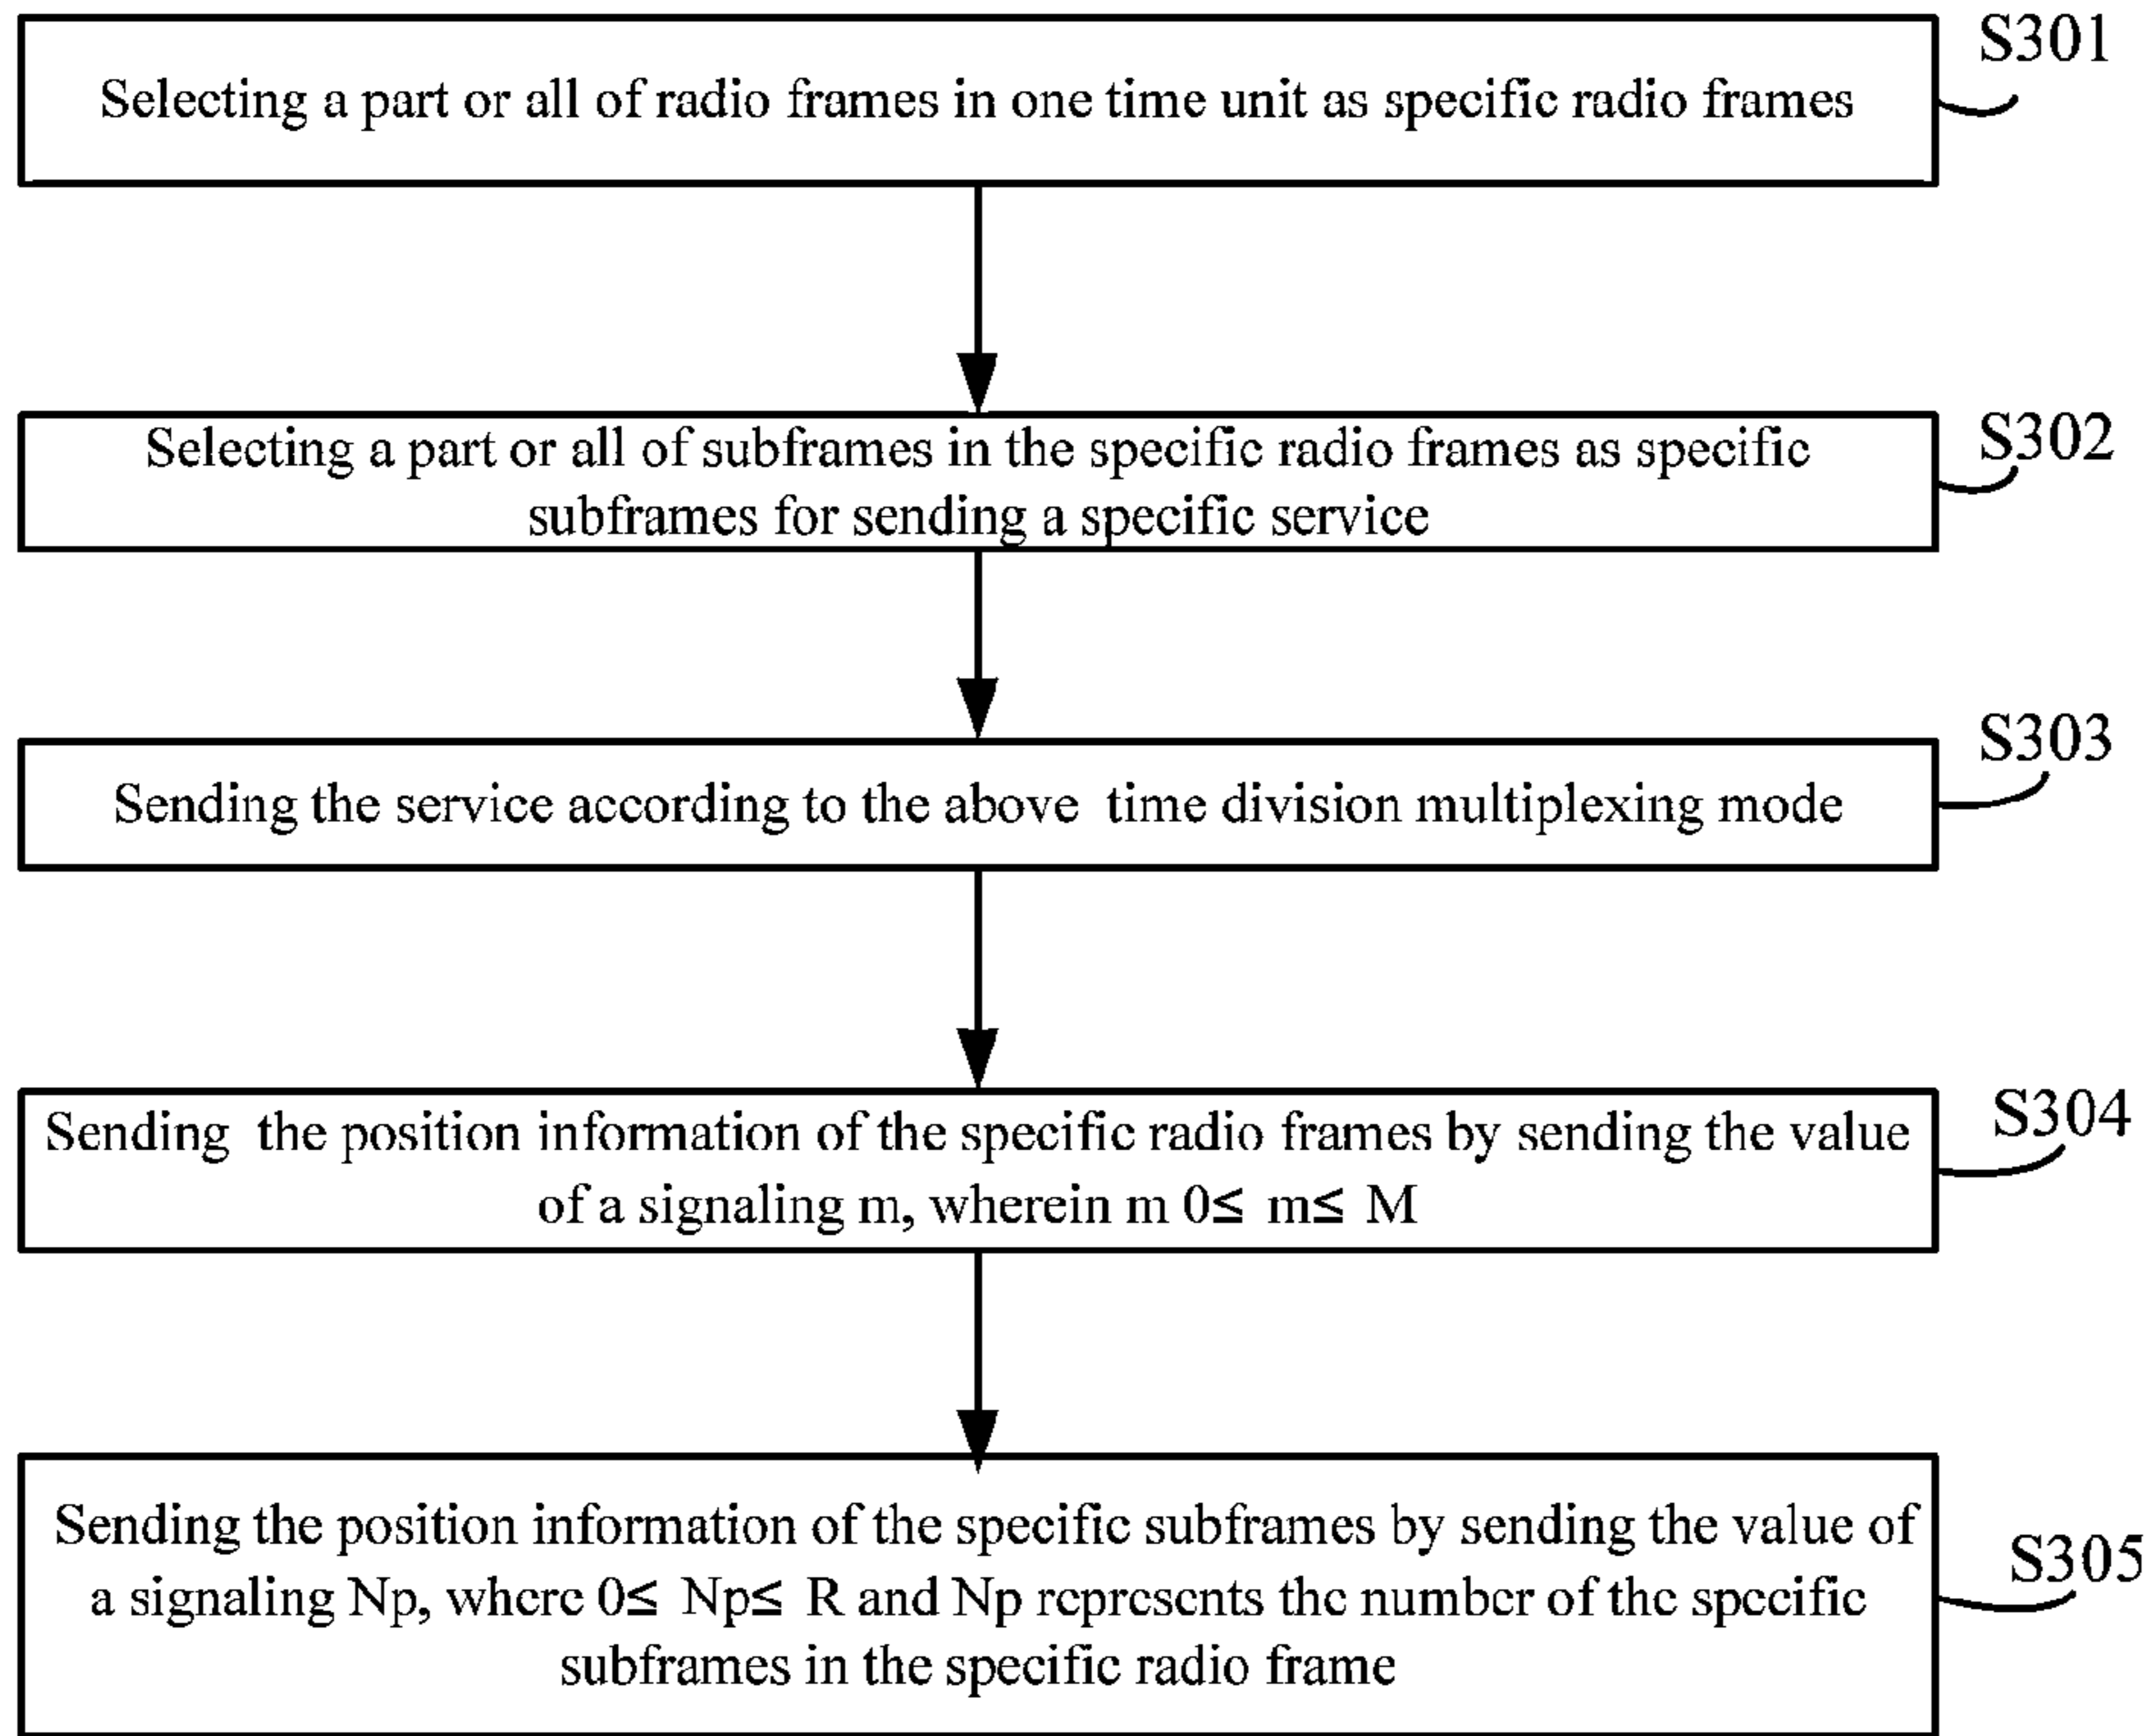 S301
Selecting a part or all of radio frames in one time unit as specific radio frames
S302
Selecting a part or all of subframes in the specific radio frames as specific
subframes for sending a specific service
S303
Sending the service according to the above time division multiplexing mode
S304
Sending the position information of the specific radio frames by sending the value
of a signaling m, wherein m 0≤ m≤ M
S305
Sending the position information of the specific subframes by sending the value of
a signaling Np, where 0≤ Np≤ R and Np represents the number of the specific
subframes in the specific radio frame